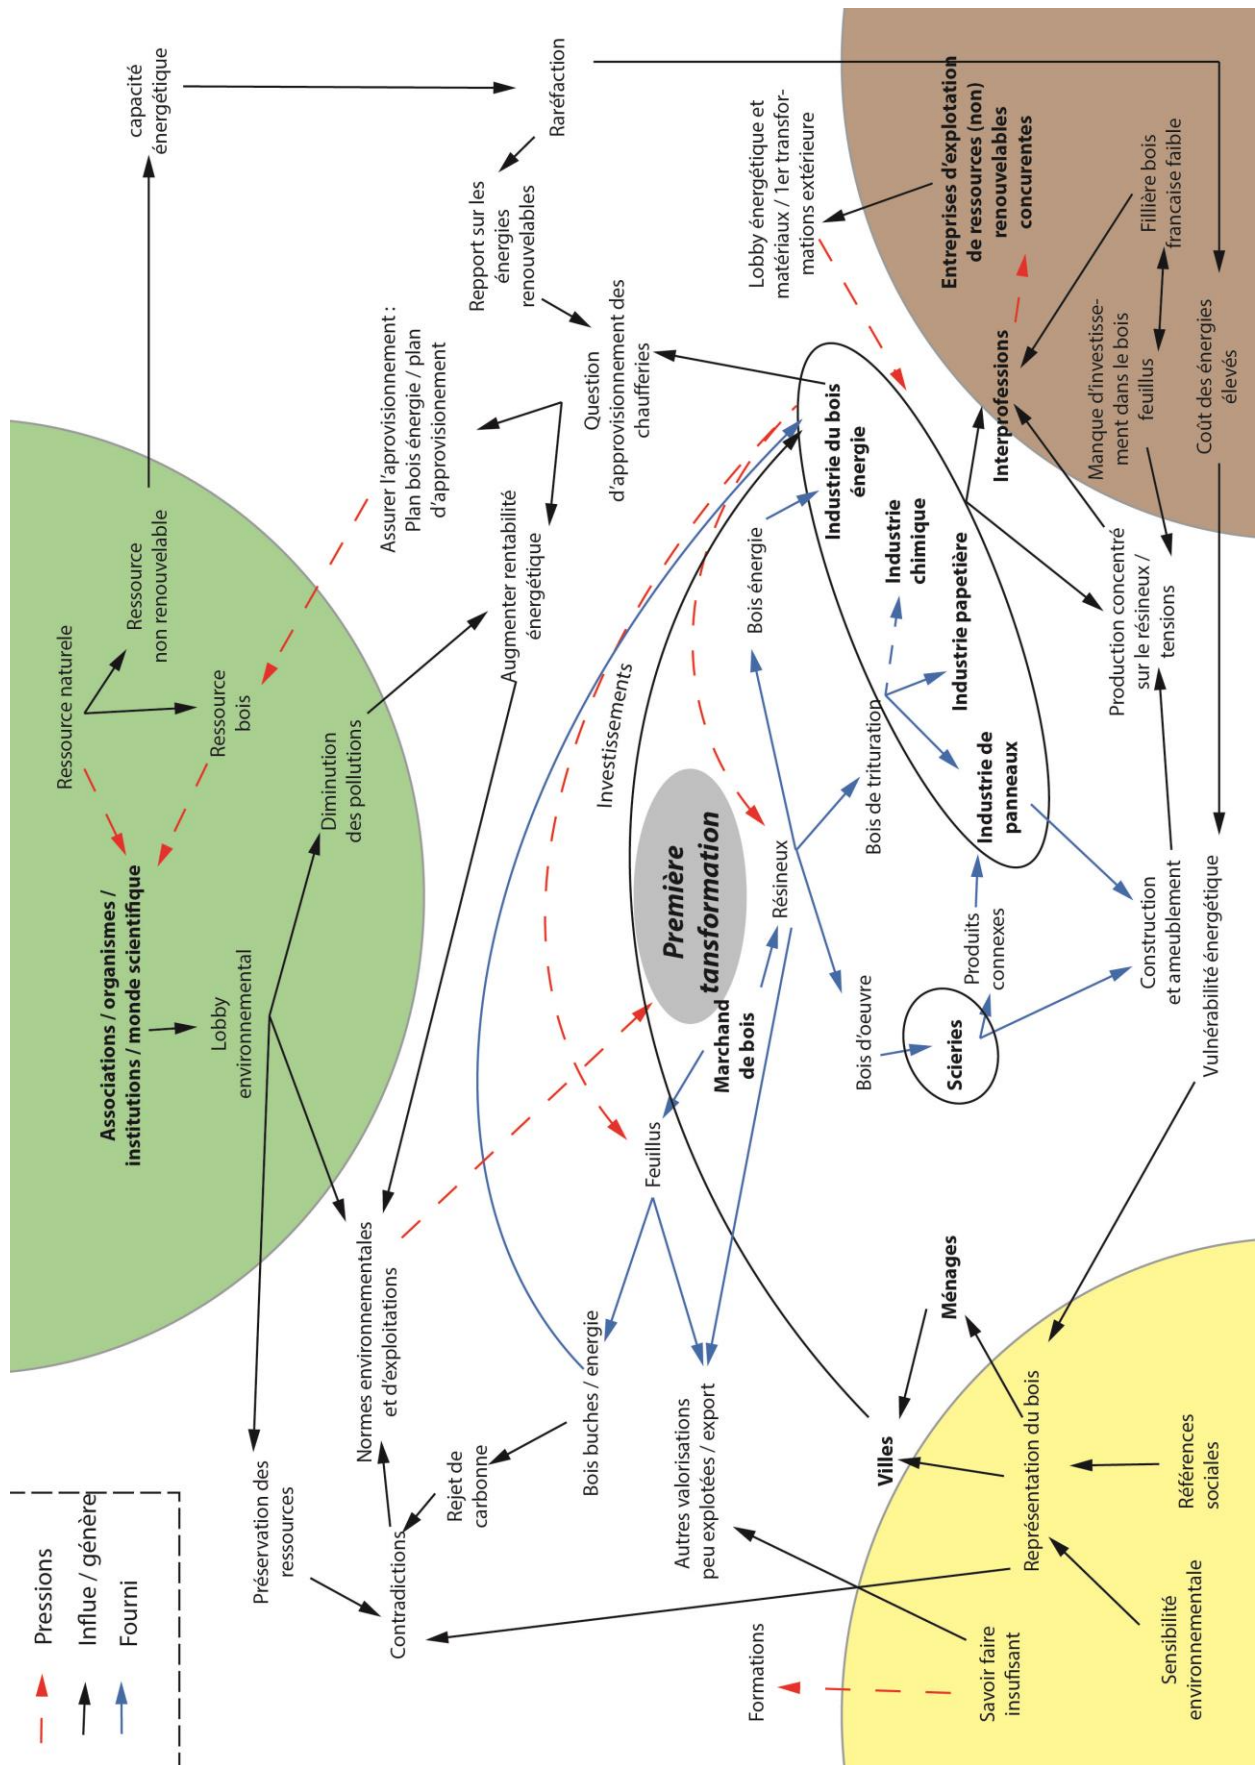 Pressions
Influe / génère
Fourni
Préservation des
ressources
Contradictions
Rejet de
carbonne
Normes environnementales
et d'exploitations
Associations / organismes /
institutions / monde scientifique
Lobby
environnemental
Diminution
des pollutions
Ressource naturelle
Ressource
bois
Ressource
non renouvelable
capacité
énergétique
Raréfaction
Repport sur les
énergies
renouvelables
Assurer l'aprovisionnement :
Plan bois énergie / plan
d'approvisionement
Augmenter rentabilité
énergétique
Question
d'approvisionnement des
chaufferies
Investissements
Première
tansformation
Marchand
de bois
Feuillus
Résineux
Bois buches / energie
Autres valorisations
peu explotées / export
Bois énergie
Bois de trituration
Bois d'oeuvre
Scieries
Produits
connexes
Industrie du bois
énergie
Industrie
chimique
Industrie papetière
Industrie de
panneaux
Construction
et ameublement
Lobby énergétique et
matériaux / 1er transfor-
mations extérieure
Entreprises d'explotation
de ressources (non)
renouvelables
concurentes
Interprofessions
Fillière bois
francaise faible
Manque d'investisse-
ment dans le bois
feuillus
Production concentré
sur le résineux /
tensions
Coût des énergies
élevés
Vulnérabilité énergétique
Ménages
Villes
Représentation du bois
Références
sociales
Sensibilité
environnementale
Savoir faire
insufisant
Formations